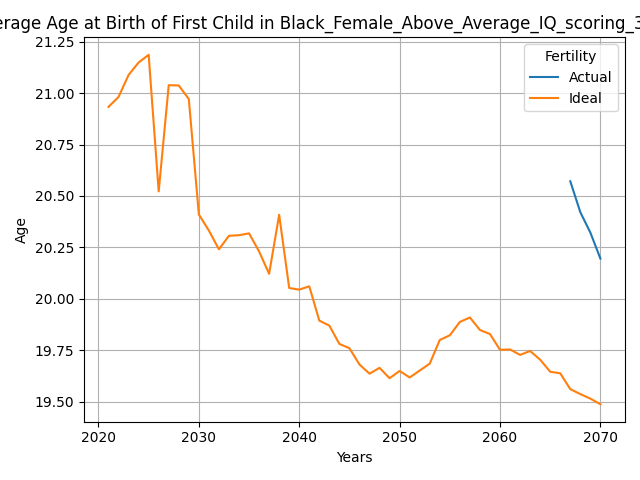 erage Age at Birth of First Child in Black_Female_Above_Average_IQ_scoring_3
21.25
21.00
20.75
20.50
20.25
20.00
19.75
19.50
Age
Fertility
Actual
Ideal
2020 2030 2040 2050 2060 2070
Years